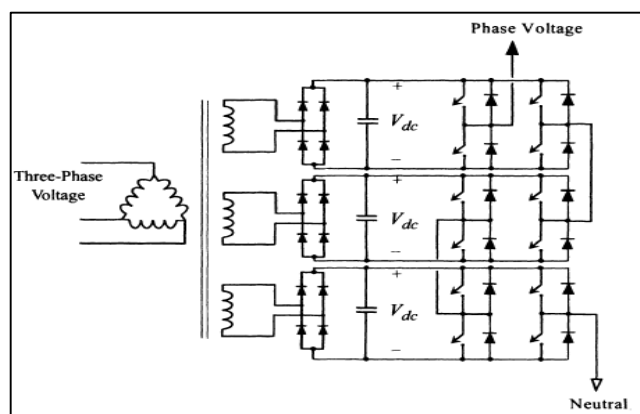 Phase Voltage
+
V_dc
−
Three-Phase
Voltage
+
V_dc
−
+
V_dc
−
Neutral